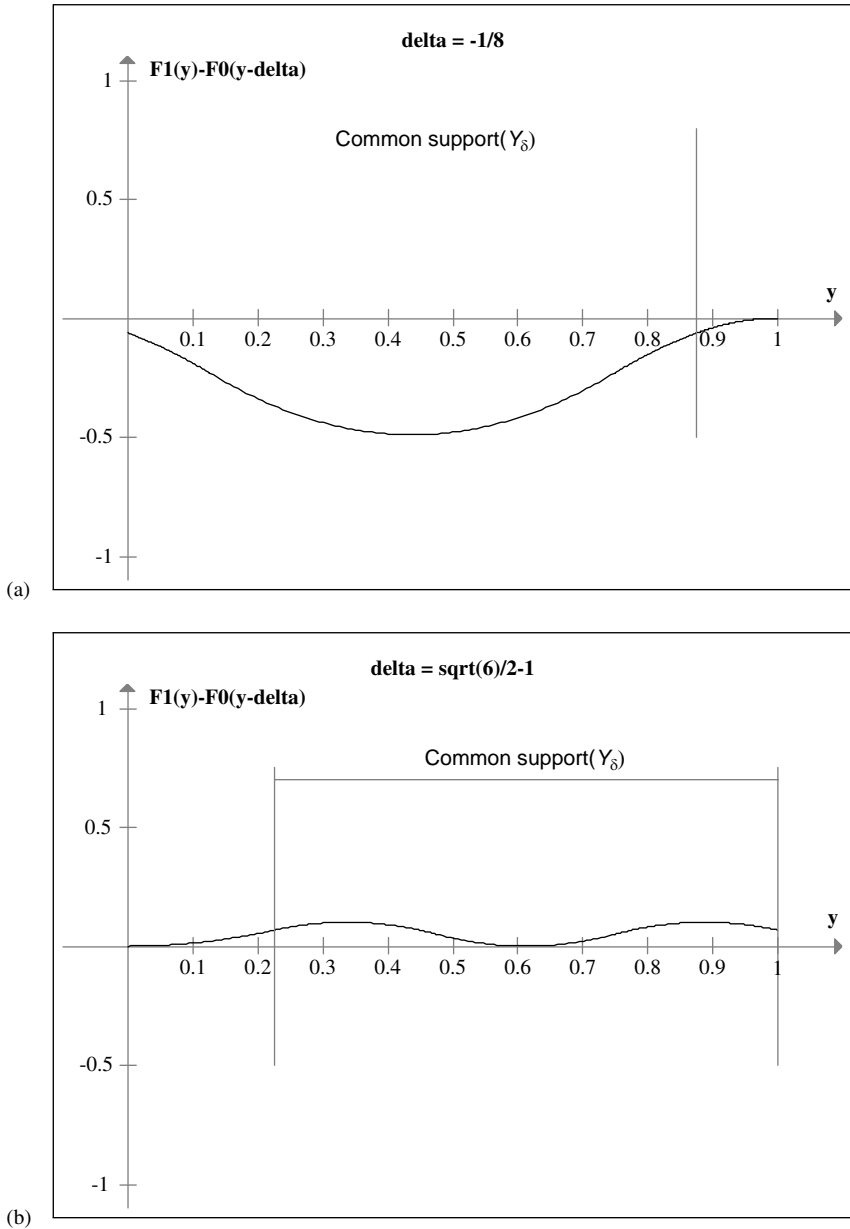 delta = -1/8
F1(y)-F0(y-delta)
1
Common support(Yδ)
0.5
y
0.1 0.2 0.3 0.4 0.5 0.6 0.7 0.8 0.9 1
-0.5
-1
(a)
delta = sqrt(6)/2-1
F1(y)-F0(y-delta)
1
Common support(Yδ)
0.5
y
0.1 0.2 0.3 0.4 0.5 0.6 0.7 0.8 0.9 1
-0.5
-1
(b)